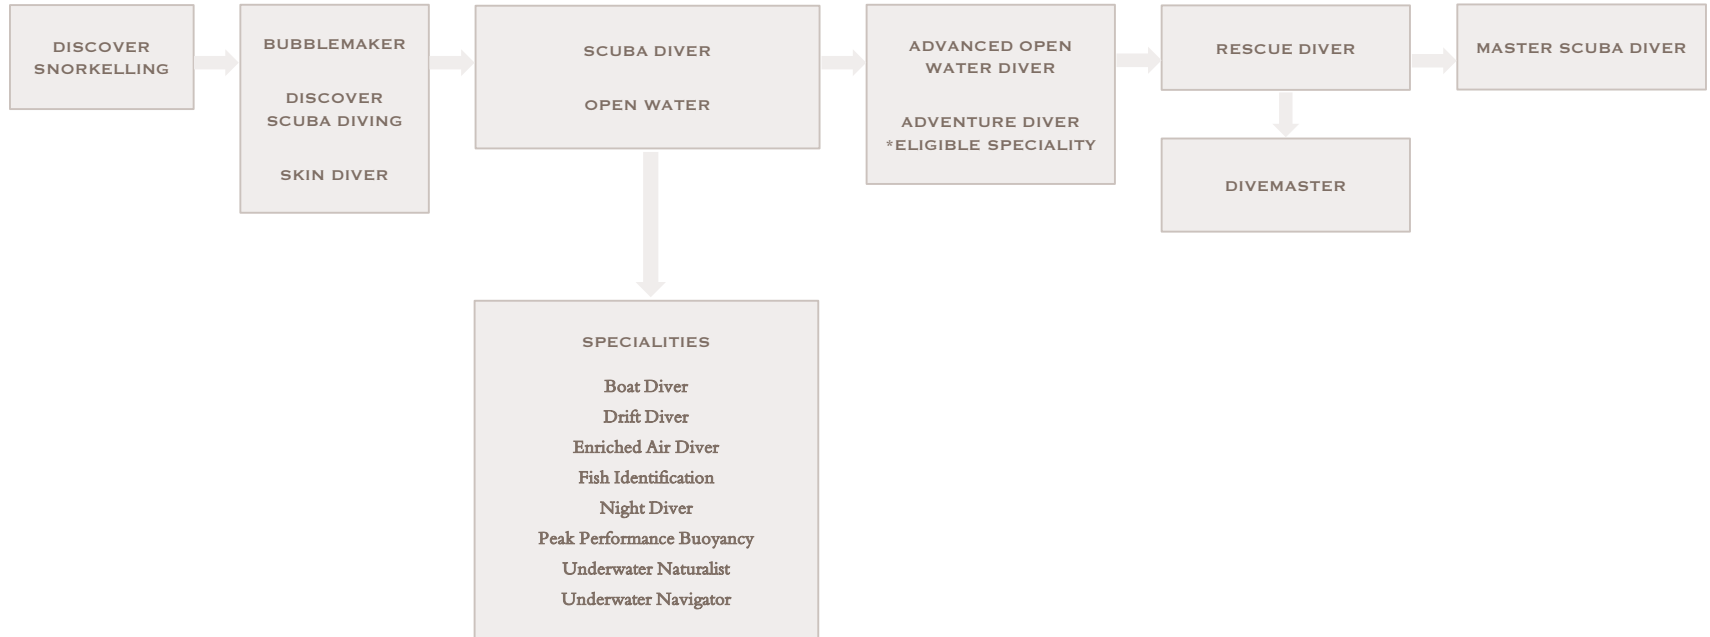 DISCOVER
SNORKELLING
BUBBLEMAKER
DISCOVER
SCUBA DIVING
SKIN DIVER
SCUBA DIVER
OPEN WATER
ADVANCED OPEN
WATER DIVER
ADVENTURE DIVER
*ELIGIBLE SPECIALITY
RESCUE DIVER
MASTER SCUBA DIVER
DIVEMASTER
SPECIALITIES
Boat Diver
Drift Diver
Enriched Air Diver
Fish Identification
Night Diver
Peak Performance Buoyancy
Underwater Naturalist
Underwater Navigator